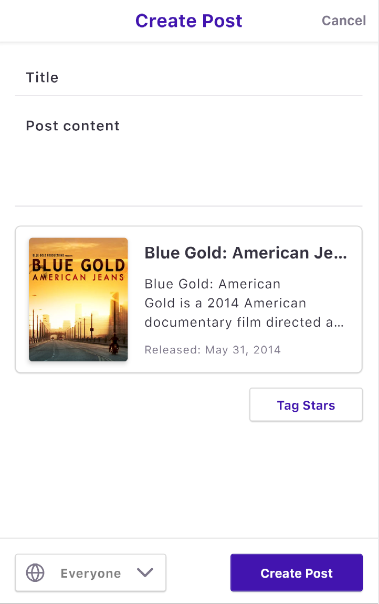 Create Post
Cancel
Title
Post content
BLUE GOLD
AMERICAN JEANS
Blue Gold: American Je...
Blue Gold: American
Gold is a 2014 American
documentary film directed a...
Released: May 31, 2014
Tag Stars
Everyone
Create Post